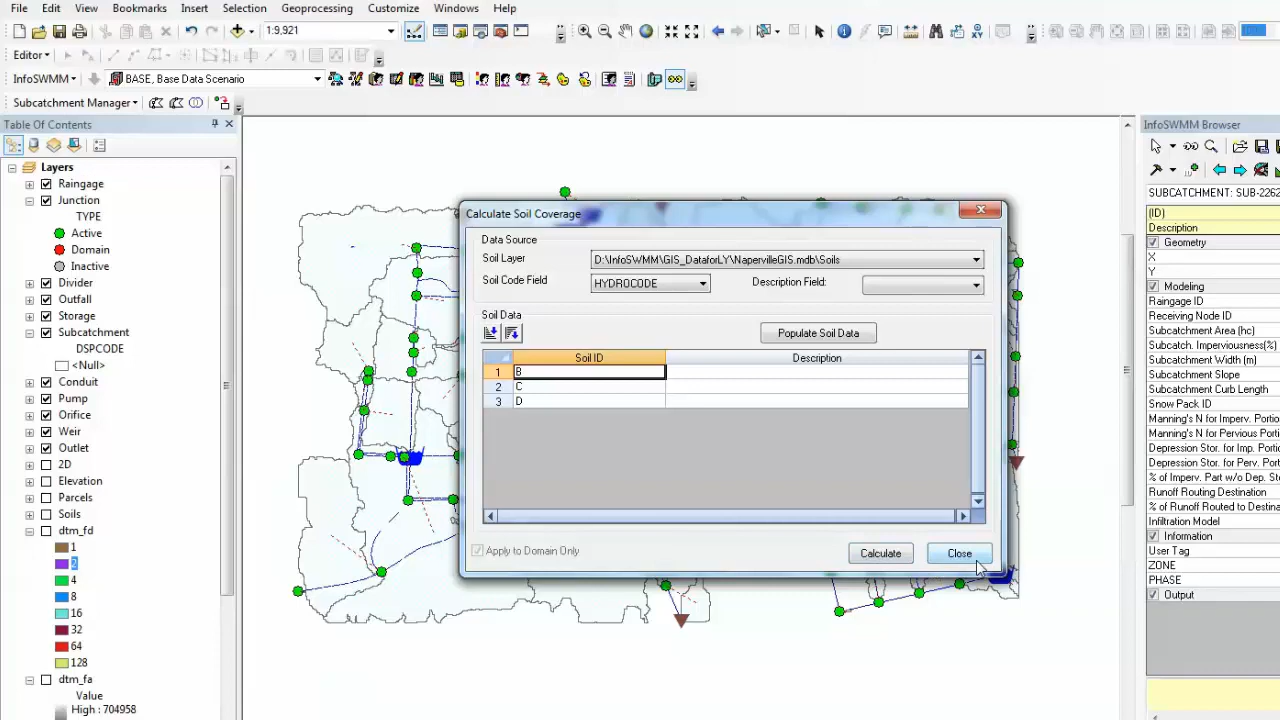 File Edit View Bookmarks Insert Selection Geoprocessing Customize Windows Help
1:9,921
Editor
InfoSWMM BASE, Base Data Scenario
Subcatchment Manager
Table Of Contents
Layers
Raingage
Junction
TYPE
Active
Domain
Inactive
Divider
Outfall
Storage
Subcatchment
DSPCODE
<Null>
Conduit
Pump
Orifice
Weir
Outlet
2D
Elevation
Parcels
Soils
dtm_fd
1
2
4
8
16
32
64
128
dtm_fa
Value
High : 704958
Calculate Soil Coverage
Data Source
Soil Layer D:\InfoSWMM\GIS_DataforLY\NapervilleGIS.mdb\Soils
Soil Code Field HYDROCODE Description Field:
Soil Data
Populate Soil Data
Soil ID Description
1 B
2 C
3 D
Apply to Domain Only Calculate Close
InfoSWMM Browser
SUBCATCHMENT: SUB-226
(ID)
Description
Geometry
X
Y
Modeling
Raingage ID
Receiving Node ID
Subcatchment Area (hc)
Subcatch. Imperviousness(%)
Subcatchment Width (m)
Subcatchment Slope
Subcatchment Curb Length
Snow Pack ID
Manning's N for Imperv. Portio
Manning's N for Pervious Portio
Depression Stor. for Imp. Portio
Depression Stor. for Perv. Porti
% of Imperv. Part w/o Dep. St
Runoff Routing Destination
% of Runoff Routed to Destina
Infiltration Model
Information
User Tag
ZONE
PHASE
Output